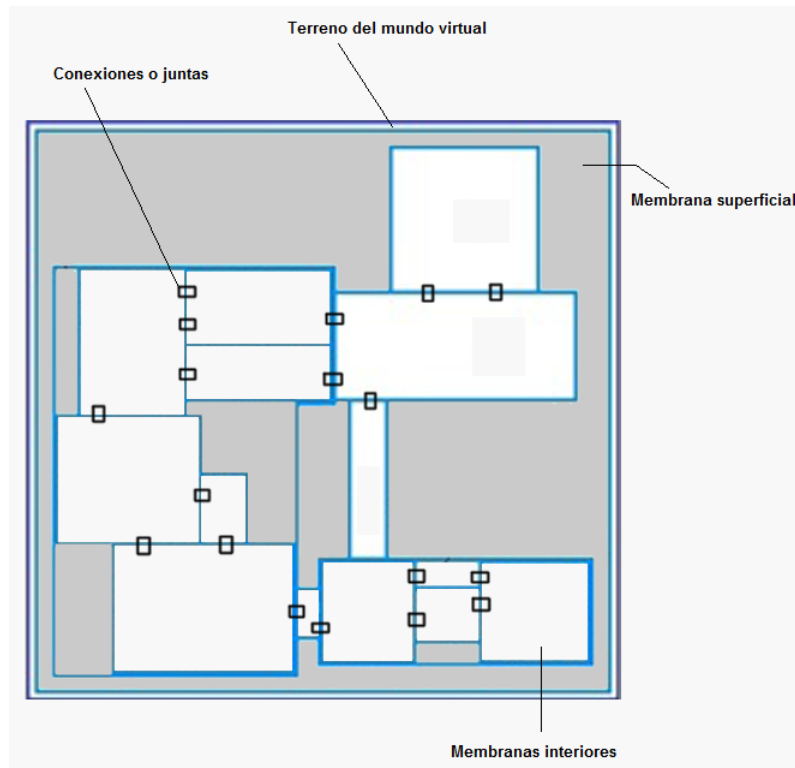 Terreno del mundo virtual
Conexiones o juntas
Membrana superficial
Membranas interiores